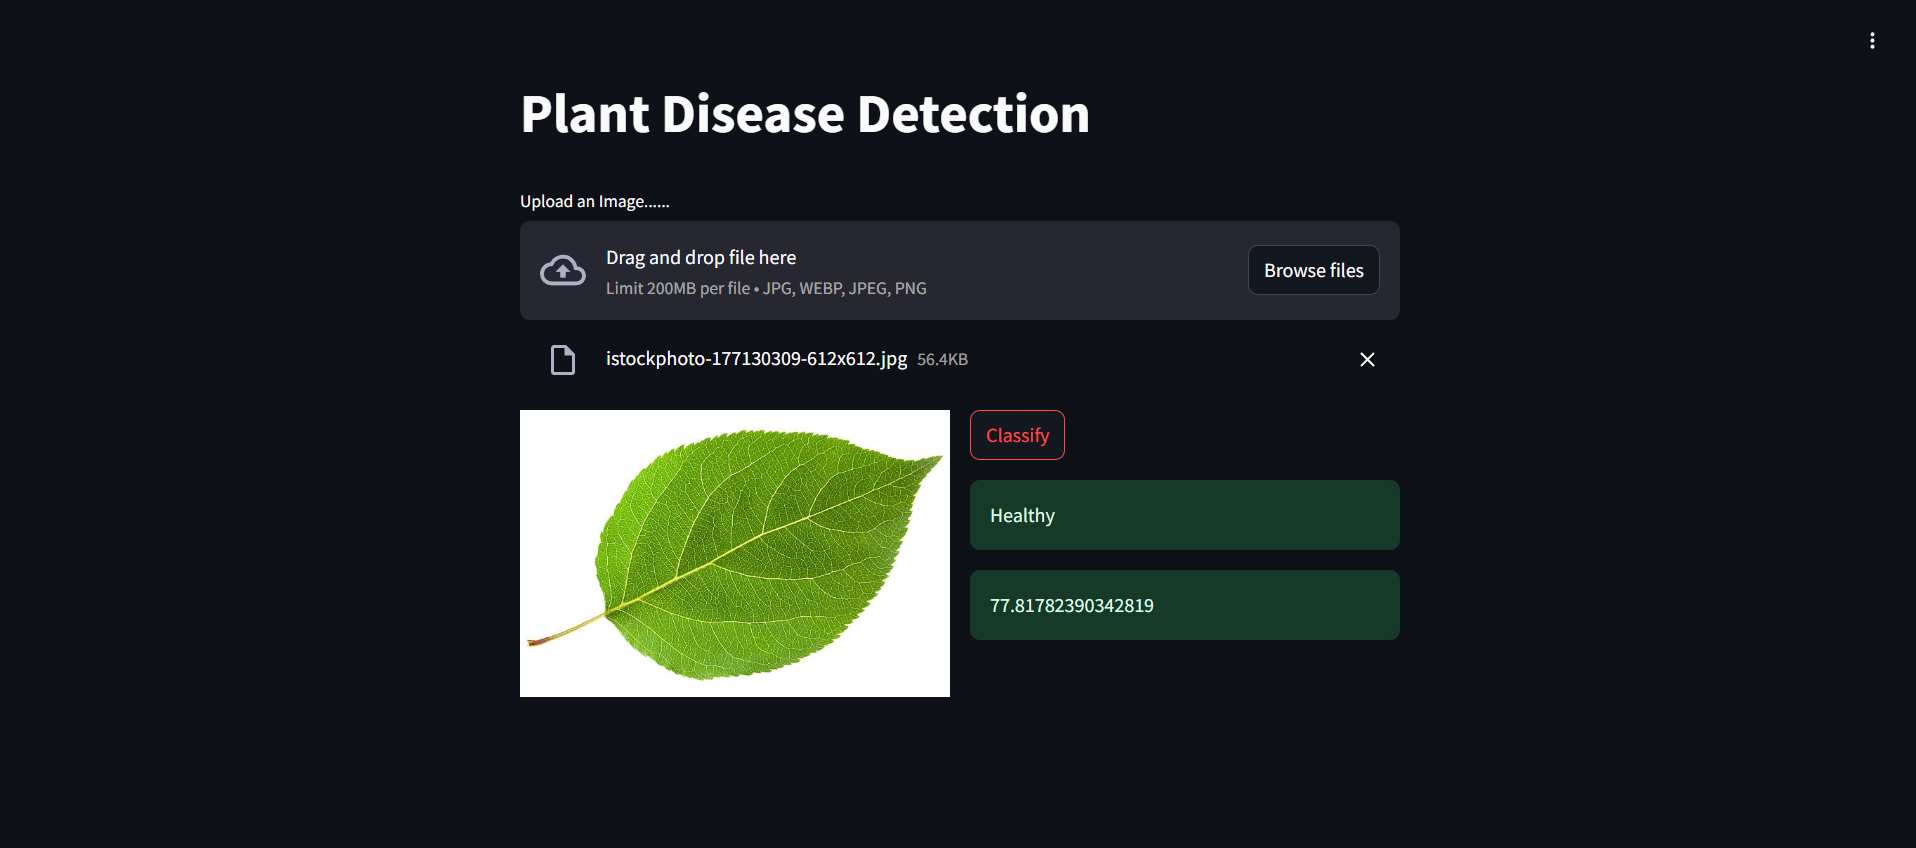 Plant Disease Detection
Upload an Image......
Drag and drop file here
Limit 200MB per file • JPG, WEBP, JPEG, PNG
Browse files
istockphoto-177130309-612x612.jpg 56.4KB
Classify
Healthy
77.81782390342819